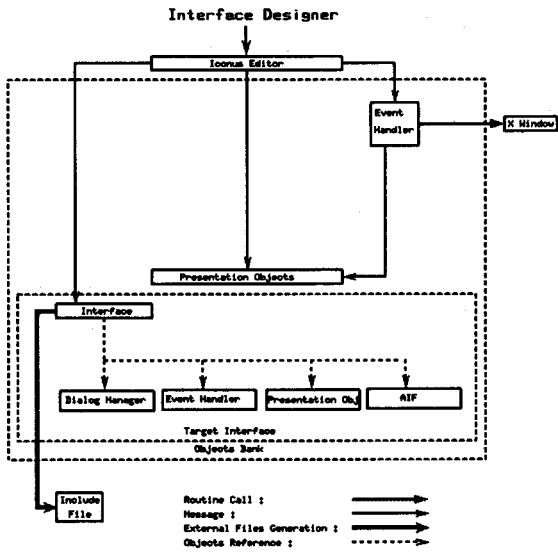 Interface Designer
Iconus Editor
Event
Handler
X Window
Presentation Objects
Interface
Dialog Manager
Event Handler
Presentation Obj
AIF
Target Interface
Objects Bank
Include
File
Routine Call :
Message :
External Files Generation :
Objects Reference :